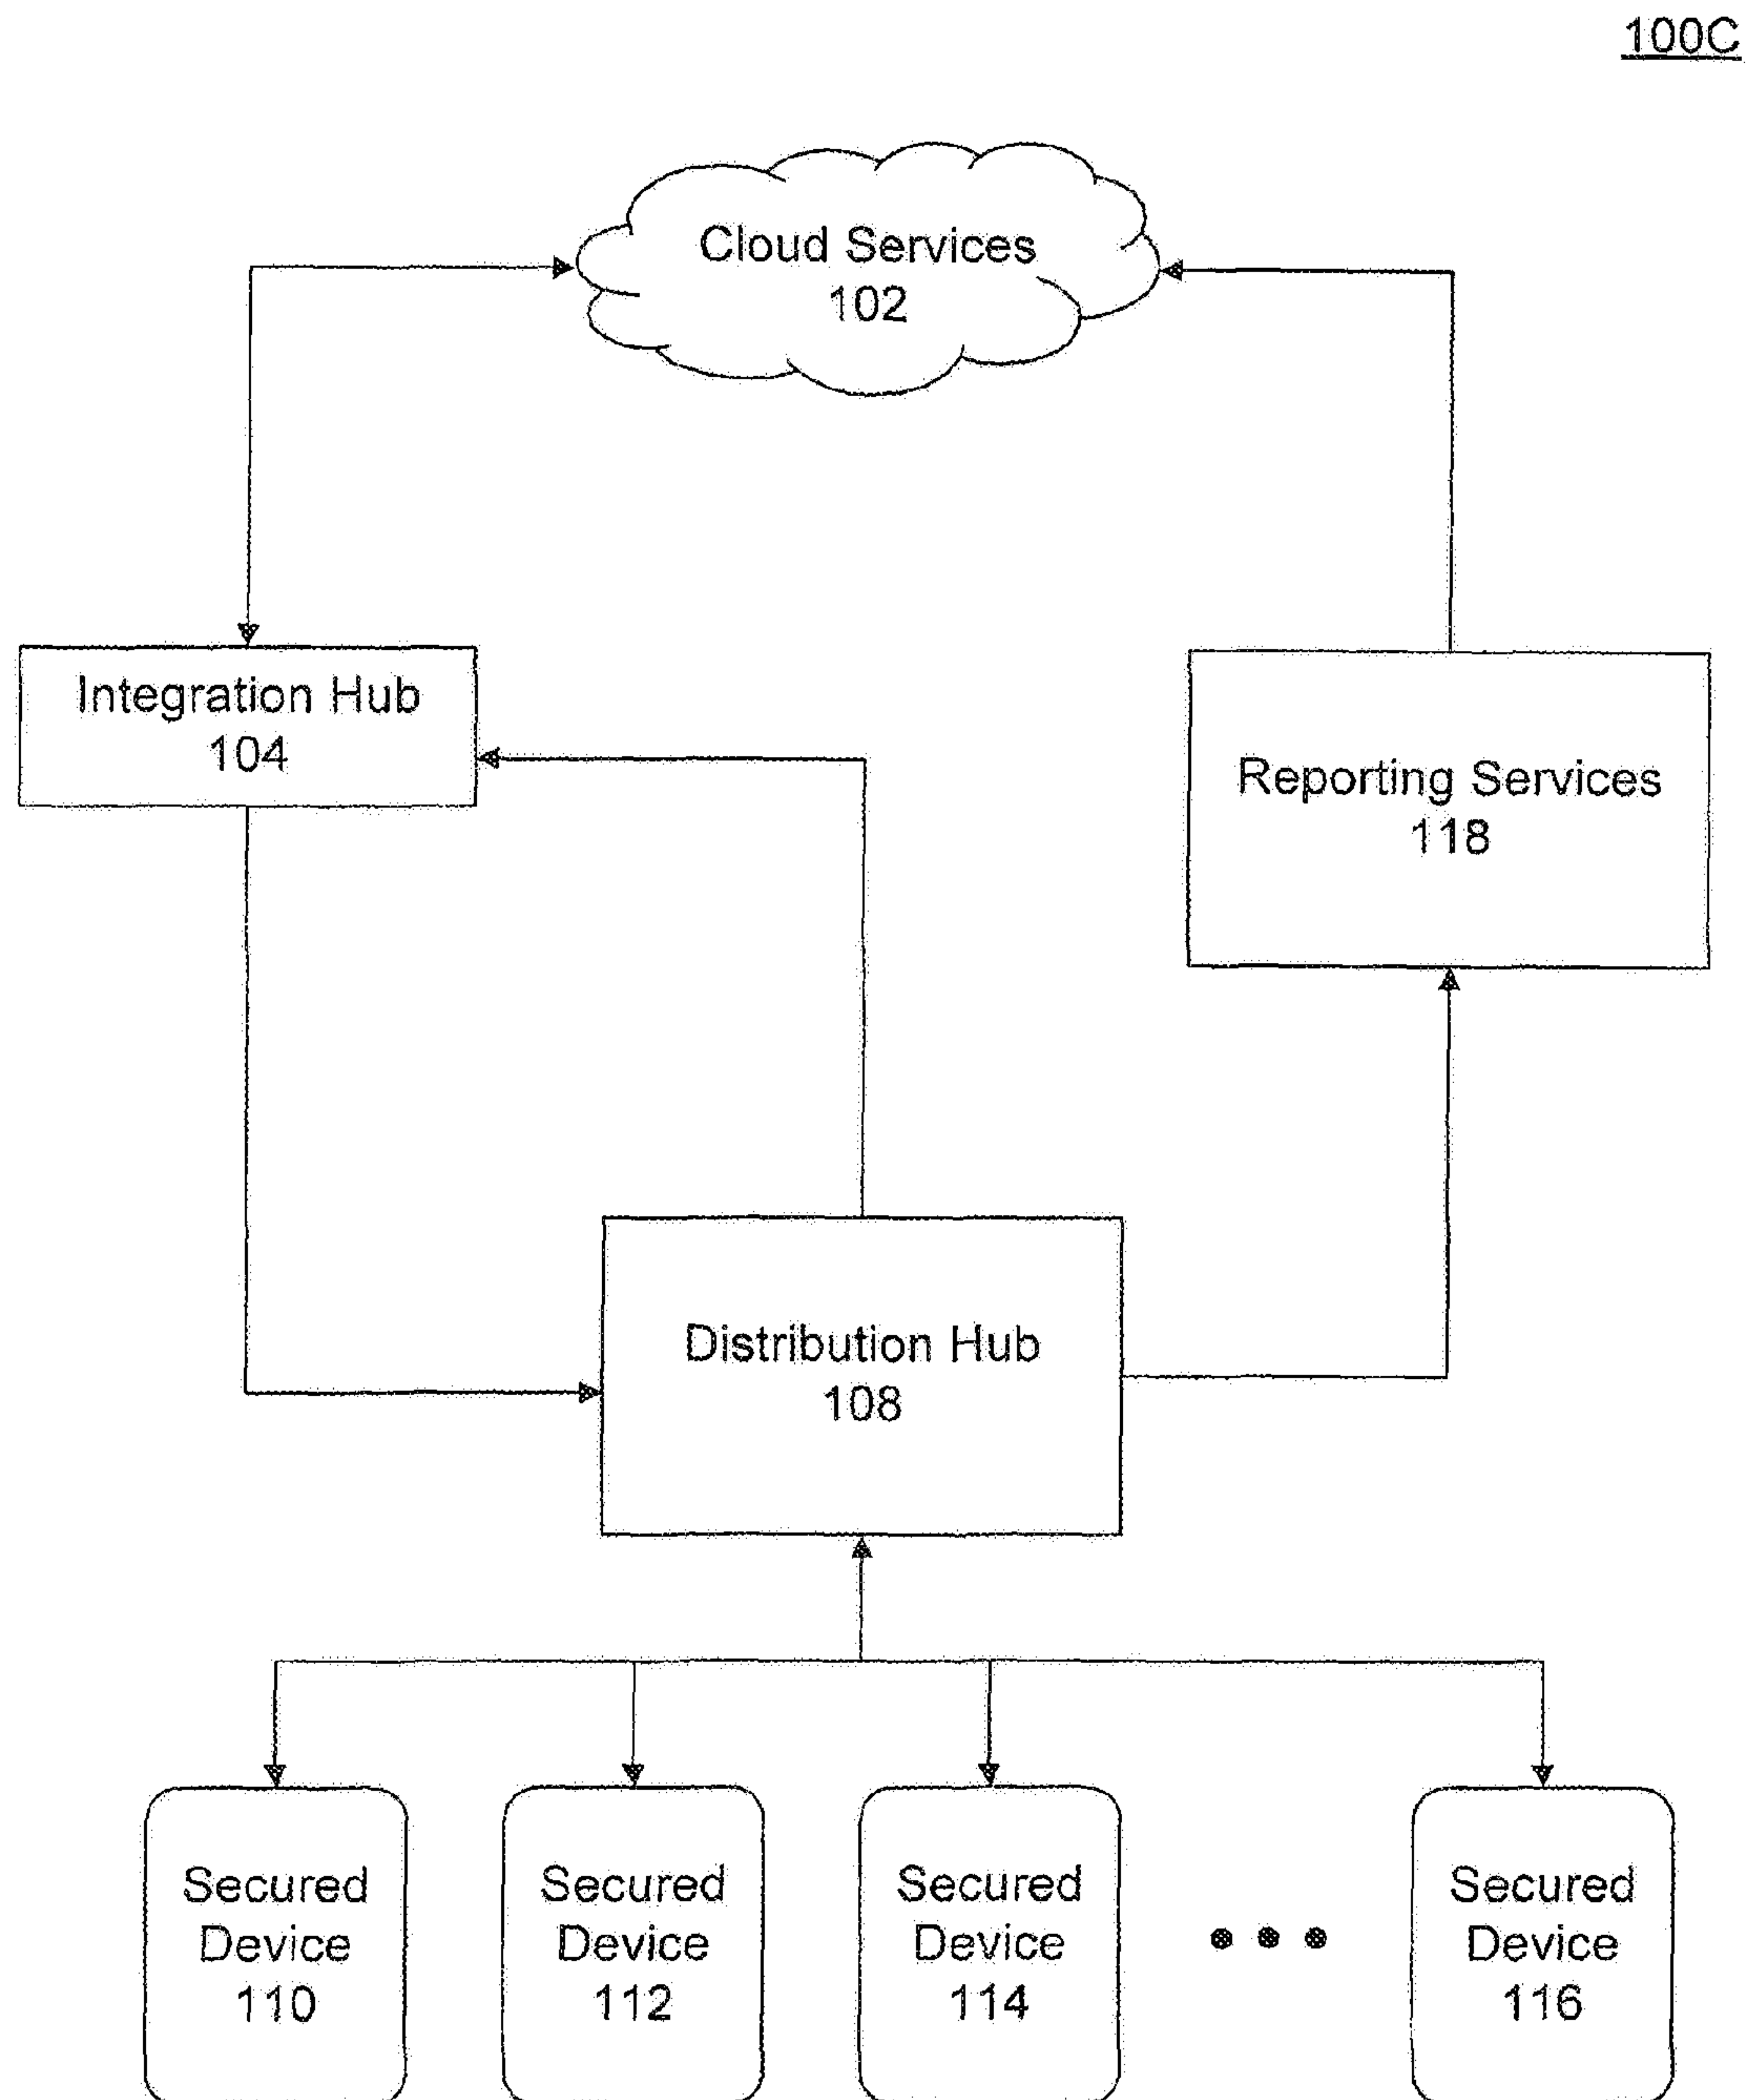 100C
Cloud Services
102
Integration Hub
104
Reporting Services
118
Distribution Hub
108
Secured
Device
110
Secured
Device
112
Secured
Device
114
Secured
Device
116